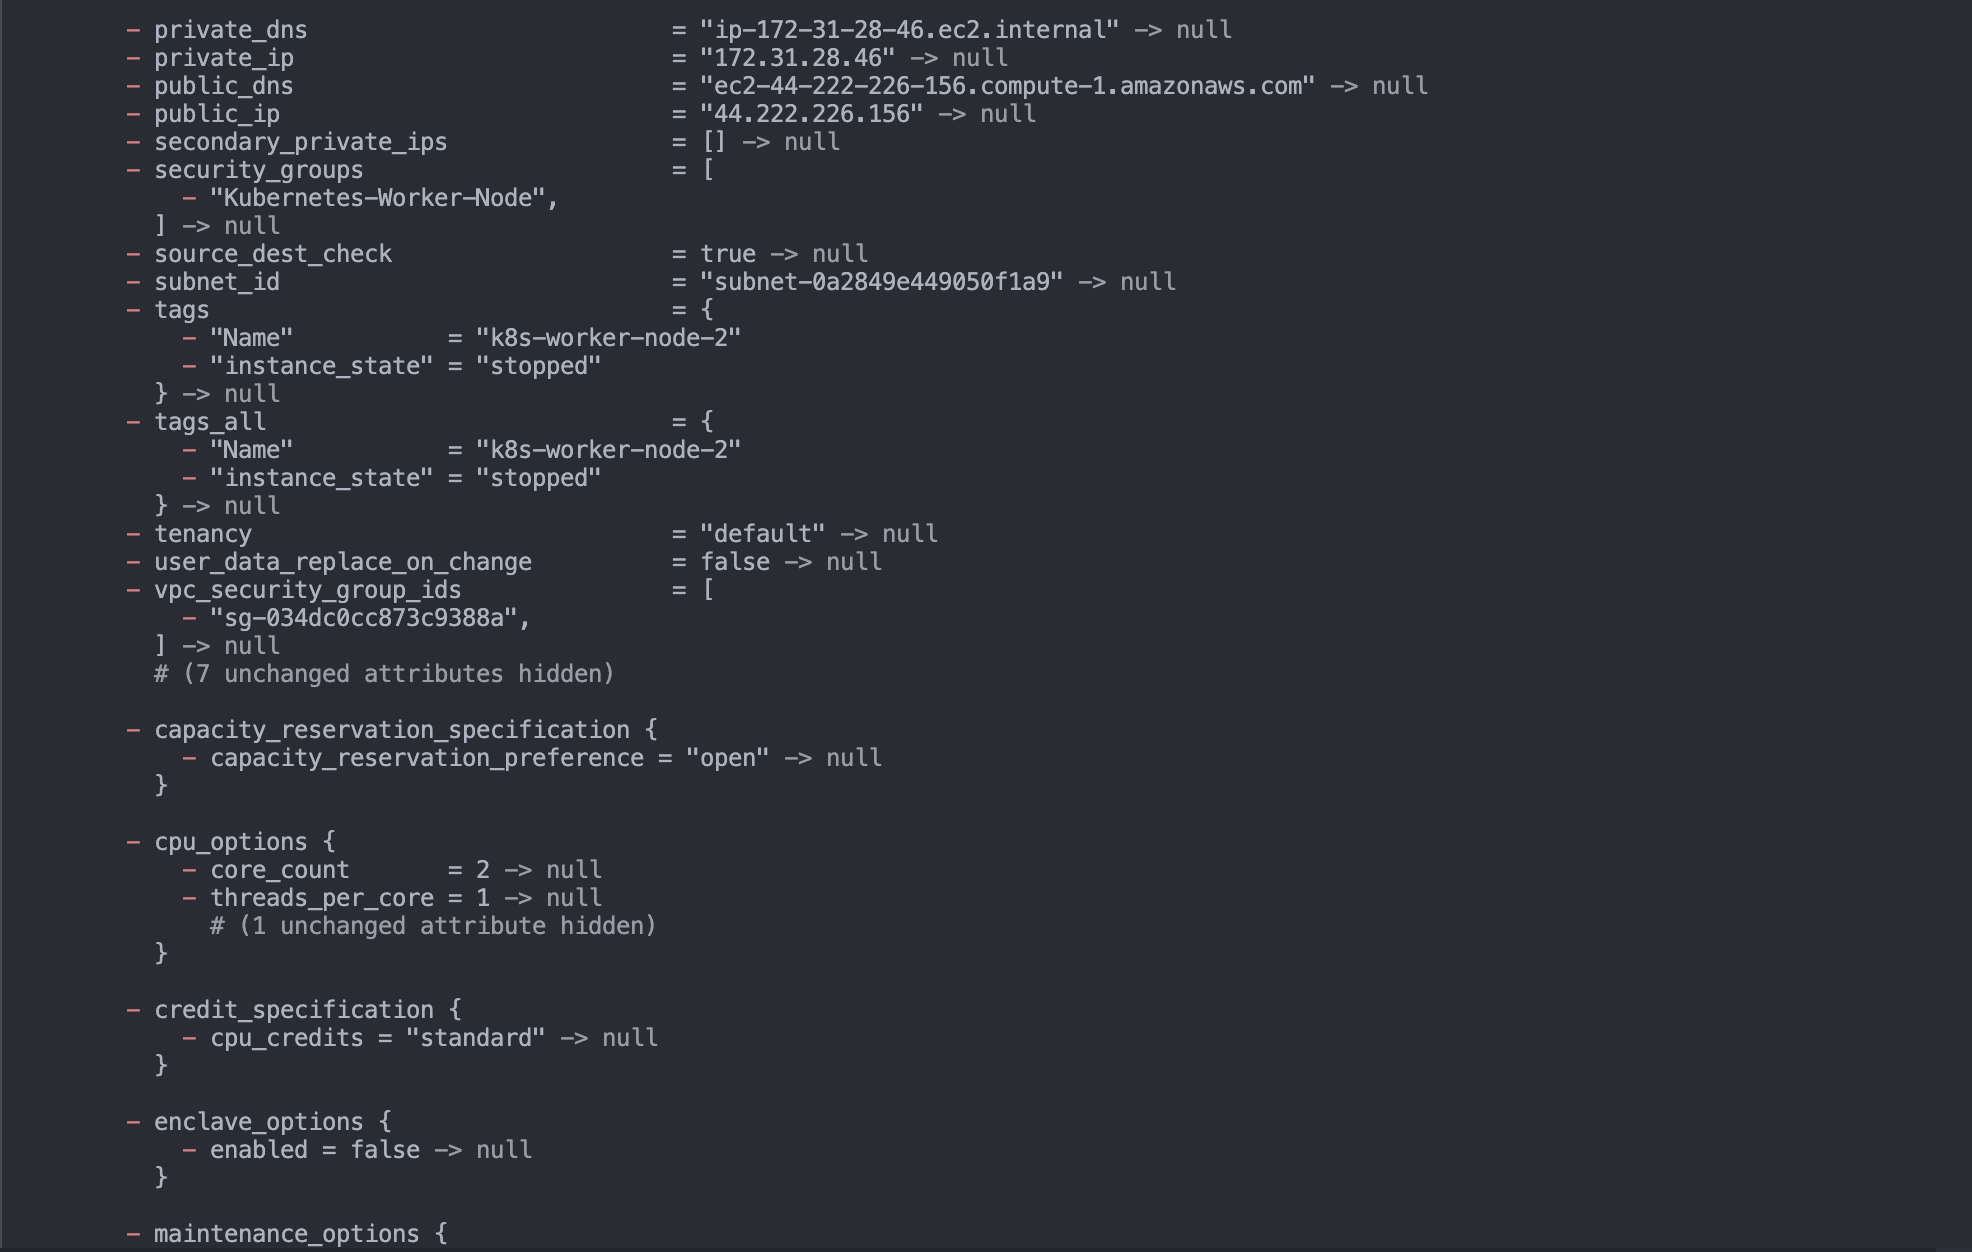 - private_dns                          = "ip-172-31-28-46.ec2.internal" -> null
- private_ip                           = "172.31.28.46" -> null
- public_dns                           = "ec2-44-222-226-156.compute-1.amazonaws.com" -> null
- public_ip                            = "44.222.226.156" -> null
- secondary_private_ips                = [] -> null
- security_groups                      = [
    - "Kubernetes-Worker-Node",
  ] -> null
- source_dest_check                    = true -> null
- subnet_id                            = "subnet-0a2849e449050f1a9" -> null
- tags                                 = {
    - "Name"           = "k8s-worker-node-2"
    - "instance_state" = "stopped"
  } -> null
- tags_all                             = {
    - "Name"           = "k8s-worker-node-2"
    - "instance_state" = "stopped"
  } -> null
- tenancy                              = "default" -> null
- user_data_replace_on_change          = false -> null
- vpc_security_group_ids               = [
    - "sg-034dc0cc873c9388a",
  ] -> null
  # (7 unchanged attributes hidden)

- capacity_reservation_specification {
    - capacity_reservation_preference = "open" -> null
  }

- cpu_options {
    - core_count       = 2 -> null
    - threads_per_core = 1 -> null
      # (1 unchanged attribute hidden)
  }

- credit_specification {
    - cpu_credits = "standard" -> null
  }

- enclave_options {
    - enabled = false -> null
  }

- maintenance_options {